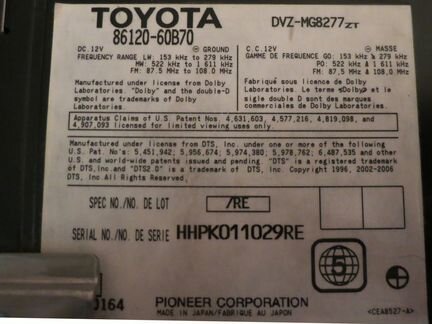 TOYOTA
86120-60B70
DVZ-MG8277ZT
DC.12V ⊖ GROUND
FREQUENCY RANGE LW: 153 kHz to 279 kHz
MW: 522 kHz to 1 611 kHz
FM: 87.5 MHz to 108.0 MHz
C.C.12V ⊖ MASSE
GAMME DE FREQUENCE GO: 153 kHz à 279 kHz
PO: 522 kHz à 1 611 kHz
FM: 87,5 MHz à 108,0 MHz
Manufactured under license from Dolby
Laboratories. "Dolby" and the double-D
symbol are trademarks of Dolby
Laboratories.
Fabriqué sous licence de Dolby
Laboratories. Le terme «Dolby» et le
sigle double D sont des marques
commerciales de Dolby Laboratories.
Apparatus Claims of U.S. Patent Nos. 4,631,603, 4,577,216, 4,819,098, and
4,907,093 licensed for limited viewing uses only.
Manufactured under license from DTS, Inc. under one or more of the following
U.S. Pat. No's: 5,451,942, 5,956,674, 5,974,380, 5,978,762, 6,487,535 and other
U.S. and world-wide patents issued and pending. "DTS" is a registered trademark
of DTS, Inc. and "DTS2.0" is a trademark of DTS, Inc. Copyright 1996, 2002-2006
DTS, Inc. All Rights Reserved.
SPEC NO./NO. DE LOT /RE
SERIAL NO./NO. DE SERIE HHPK011029RE
5
0164
PIONEER CORPORATION
MADE IN JAPAN/FABRIQUÉ AU JAPON
<CEA8527-A>